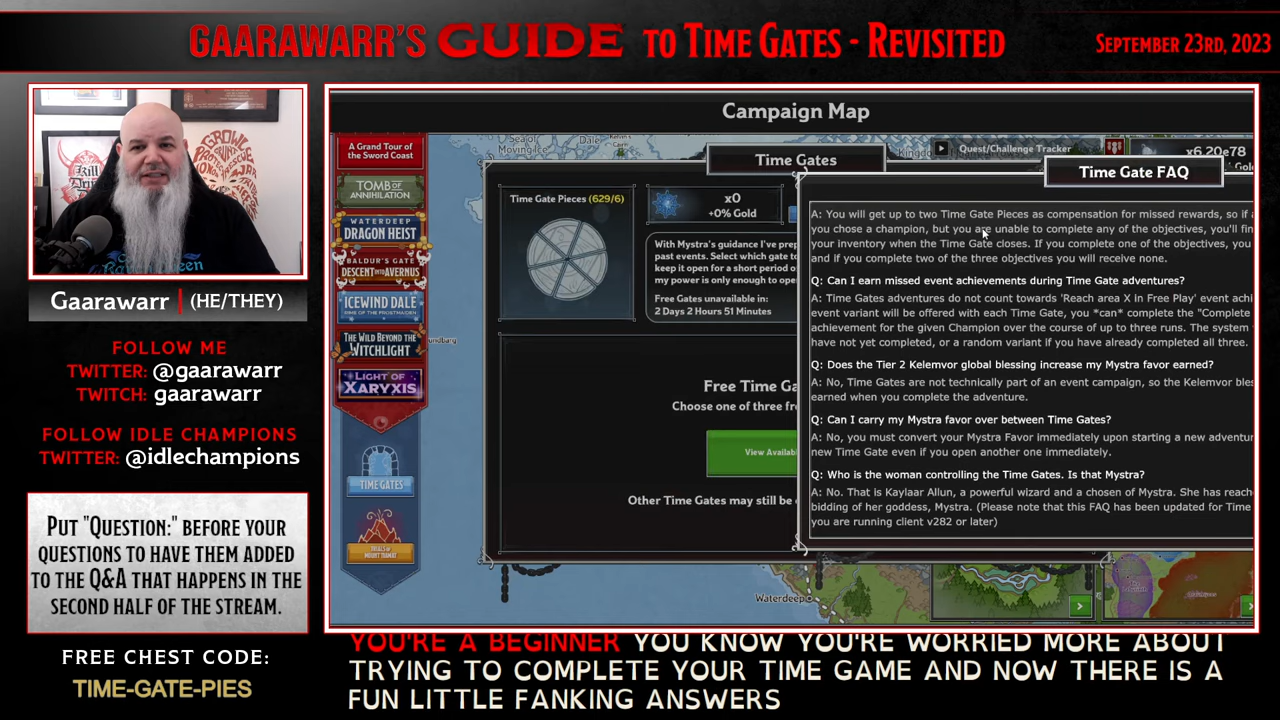 GAARAWARR'S GUIDE TO TIME GATES - REVISITED
SEPTEMBER 23RD, 2023
Gaarawarr | (HE/THEY)
FOLLOW ME
TWITTER: @gaarawarr
TWITCH: gaarawarr
FOLLOW IDLE CHAMPIONS
TWITTER: @idlechampions
PUT "QUESTION:" BEFORE YOUR
QUESTIONS TO HAVE THEM ADDED
TO THE Q&A THAT HAPPENS IN THE
SECOND HALF OF THE STREAM.
FREE CHEST CODE:
TIME-GATE-PIES
Campaign Map
A Grand Tour of
the Sword Coast
TOMB OF
ANNIHILATION
WATERDEEP
DRAGON HEIST
BALDUR'S GATE
DESCENT INTO AVERNUS
ICEWIND DALE
RIME OF THE FROSTMAIDEN
THE WILD BEYOND THE
WITCHLIGHT
LIGHT OF
XARYXIS
TIME GATES
TRIALS OF
MOUNT TIAMAT
Sea of
Moving Ice
Dale
Quest/Challenge Tracker
x6.20e78
Time Gates
Time Gate Pieces (629/6)
x0
+0% Gold
With Mystra's guidance I've prep
past events. Select which gate to
keep it open for a short period o
my power is only enough to open
Free Gates unavailable in:
2 Days 2 Hours 51 Minutes
Free Time Ga
Choose one of three fr
View Availab
Other Time Gates may still be
Waterdeep
Time Gate FAQ
A: You will get up to two Time Gate Pieces as compensation for missed rewards, so if a
you chose a champion, but you are unable to complete any of the objectives, you'll fin
your inventory when the Time Gate closes. If you complete one of the objectives, you
and if you complete two of the three objectives you will receive none.
Q: Can I earn missed event achievements during Time Gate adventures?
A: Time Gates adventures do not count towards 'Reach area X in Free Play' event achi
event variant will be offered with each Time Gate, you *can* complete the "Complete
achievement for the given Champion over the course of up to three runs. The system
have not yet completed, or a random variant if you have already completed all three.
Q: Does the Tier 2 Kelemvor global blessing increase my Mystra favor earned?
A: No, Time Gates are not technically part of an event campaign, so the Kelemvor bles
earned when you complete the adventure.
Q: Can I carry my Mystra favor over between Time Gates?
A: No, you must convert your Mystra Favor immediately upon starting a new adventur
new Time Gate even if you open another one immediately.
Q: Who is the woman controlling the Time Gates. Is that Mystra?
A: No. That is Kaylaar Allun, a powerful wizard and a chosen of Mystra. She has reach
bidding of her goddess, Mystra. (Please note that this FAQ has been updated for Time
you are running client v282 or later)
YOU'RE A BEGINNER YOU KNOW YOU'RE WORRIED MORE ABOUT
TRYING TO COMPLETE YOUR TIME GAME AND NOW THERE IS A
FUN LITTLE FANKING ANSWERS